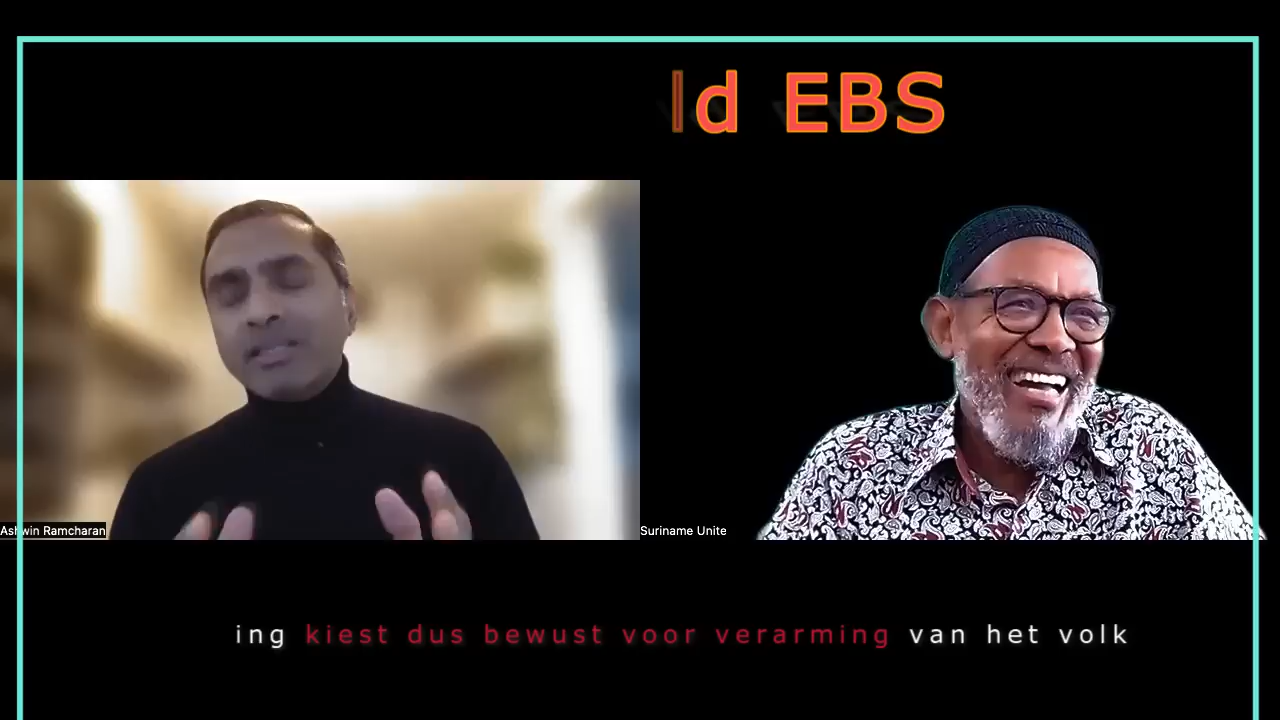 ld EBS
Ashwin Ramcharan
Suriname Unite
ing kiest dus bewust voor verarming van het volk